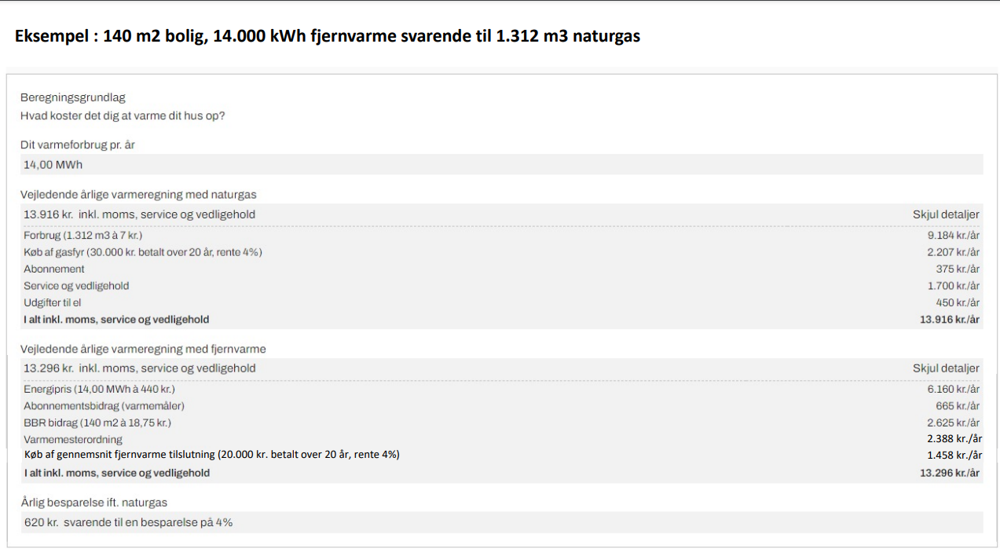 Eksempel : 140 m2 bolig, 14.000 kWh fjernvarme svarende til 1.312 m3 naturgas
Beregningsgrundlag
Hvad koster det dig at varme dit hus op?
Dit varmeforbrug pr. år
14,00 MWh
Vejledende årlige varmeregning med naturgas
13.916 kr. inkl. moms, service og vedligehold Skjul detaljer
Forbrug (1.312 m3 à 7 kr.) 9.184 kr./år
Køb af gasfyr (30.000 kr. betalt over 20 år, rente 4%) 2.207 kr./år
Abonnement 375 kr./år
Service og vedligehold 1.700 kr./år
Udgifter til el 450 kr./år
I alt inkl. moms, service og vedligehold 13.916 kr./år
Vejledende årlige varmeregning med fjernvarme
13.296 kr. inkl. moms, service og vedligehold Skjul detaljer
Energipris (14,00 MWh à 440 kr.) 6.160 kr./år
Abonnementsbidrag (varmemåler) 665 kr./år
BBR bidrag (140 m2 à 18,75 kr.) 2.625 kr./år
Varmemesterordning 2.388 kr./år
Køb af gennemsnit fjernvarme tilslutning (20.000 kr. betalt over 20 år, rente 4%) 1.458 kr./år
I alt inkl. moms, service og vedligehold 13.296 kr./år
Årlig besparelse ift. naturgas
620 kr. svarende til en besparelse på 4%